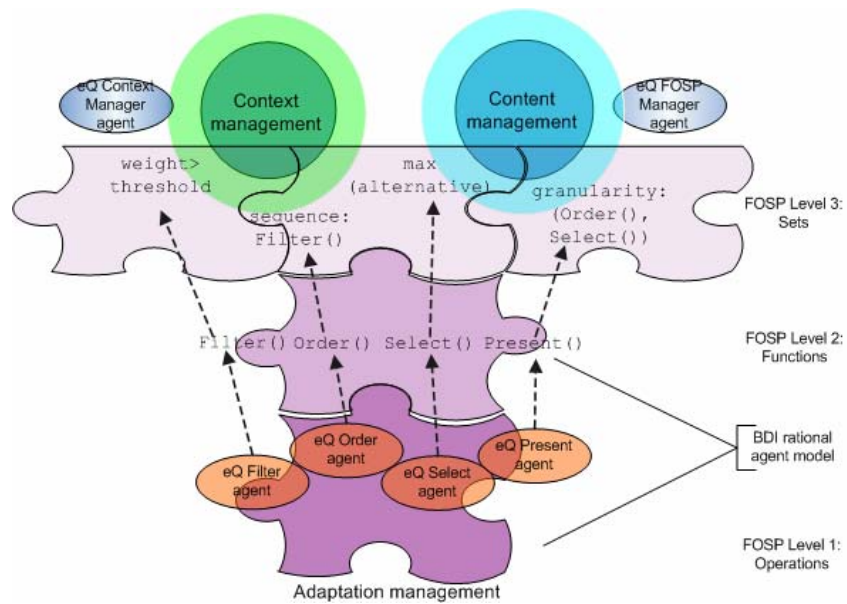 eQ Context
Manager
agent
Context
management
Content
management
eQ FOSP
Manager
agent
weight>
threshold
max
(alternative)
granularity:
(Order(),
Select())
sequence:
Filter()
FOSP Level 3:
Sets
Filter()
Order()
Select()
Present()
FOSP Level 2:
Functions
eQ Order
agent
eQ Present
agent
eQ Filter
agent
eQ Select
agent
BDI rational
agent model
FOSP Level 1:
Operations
Adaptation management